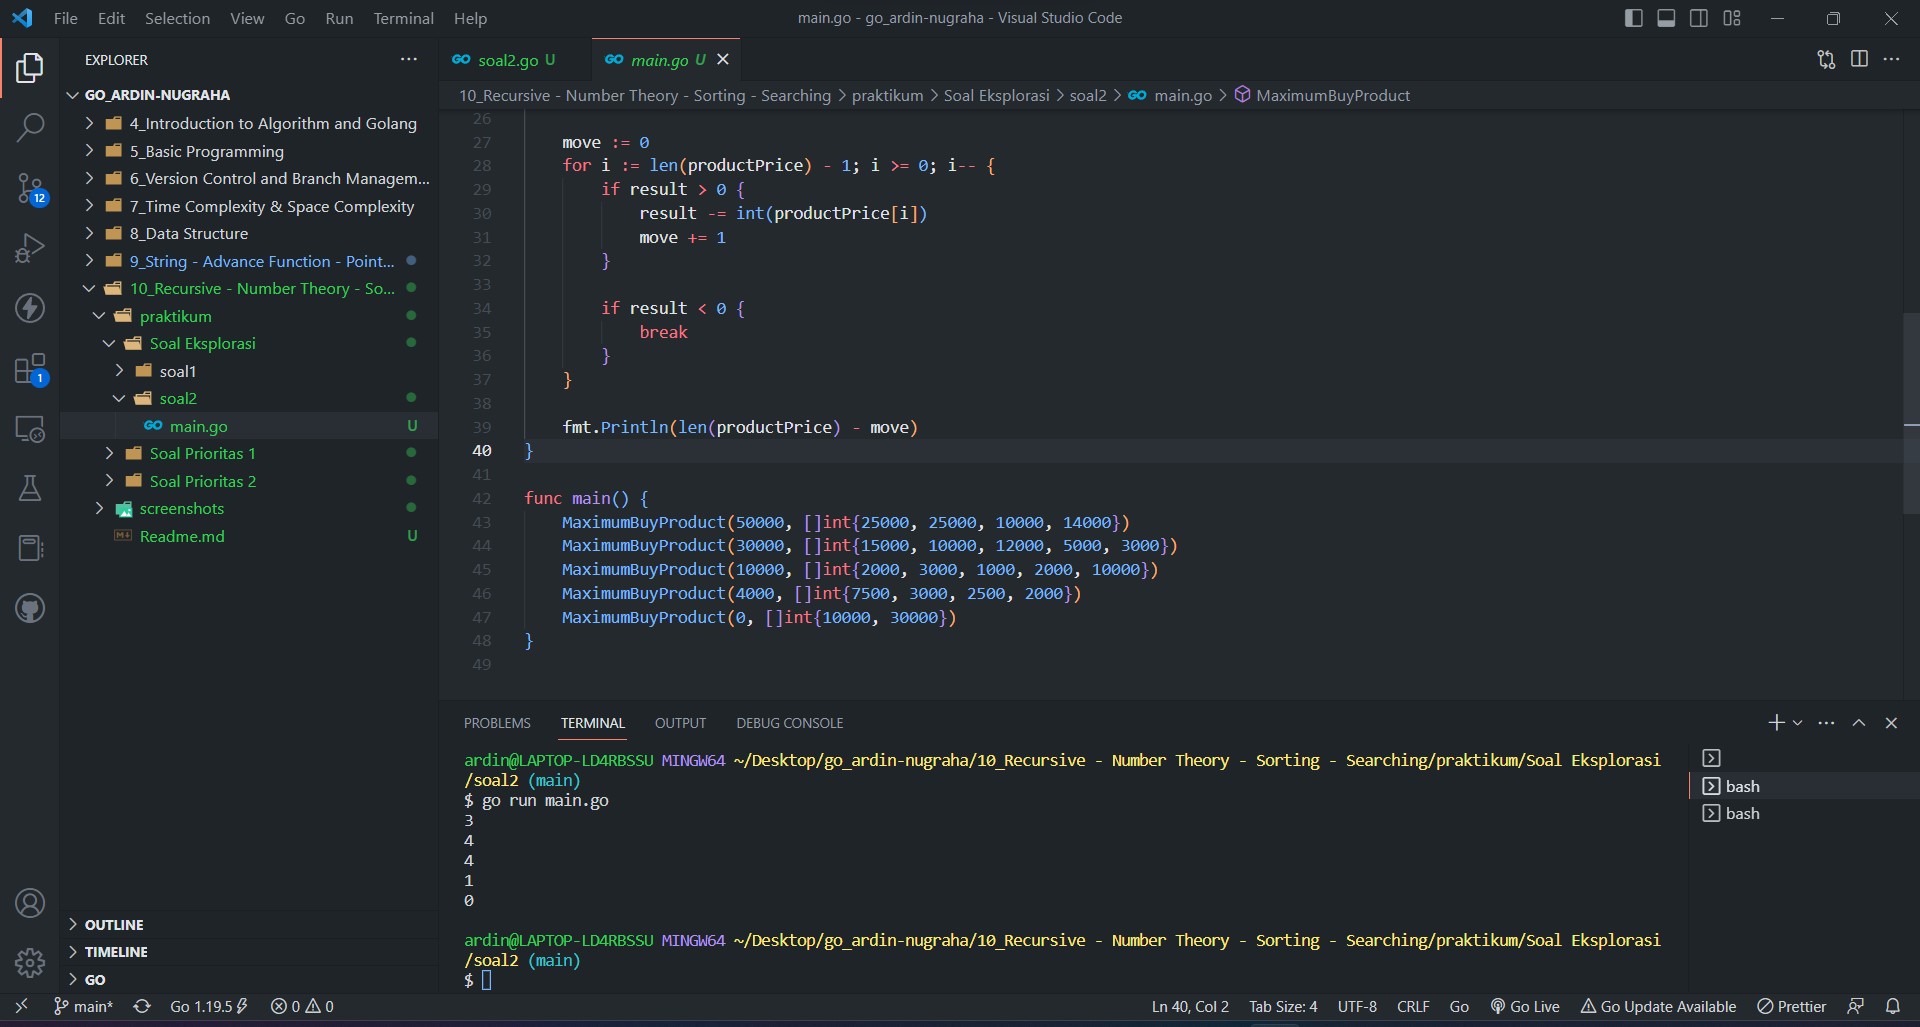 File Edit Selection View Go Run Terminal Help
main.go - go_ardin-nugraha - Visual Studio Code
EXPLORER
GO_ARDIN-NUGRAHA
4_Introduction to Algorithm and Golang
5_Basic Programming
6_Version Control and Branch Managem...
7_Time Complexity & Space Complexity
8_Data Structure
9_String - Advance Function - Point...
10_Recursive - Number Theory - So...
praktikum
Soal Eksplorasi
soal1
soal2
GO main.go U
Soal Prioritas 1
Soal Prioritas 2
screenshots
Readme.md U
OUTLINE
TIMELINE
GO
12
1
GO soal2.go U
GO main.go U
10_Recursive - Number Theory - Sorting - Searching > praktikum > Soal Eksplorasi > soal2 > GO main.go > MaximumBuyProduct
26
27 move := 0
28 for i := len(productPrice) - 1; i >= 0; i-- {
29 if result > 0 {
30 result -= int(productPrice[i])
31 move += 1
32 }
33
34 if result < 0 {
35 break
36 }
37 }
38
39 fmt.Println(len(productPrice) - move)
40 }
41
42 func main() {
43 MaximumBuyProduct(50000, []int{25000, 25000, 10000, 14000})
44 MaximumBuyProduct(30000, []int{15000, 10000, 12000, 5000, 3000})
45 MaximumBuyProduct(10000, []int{2000, 3000, 1000, 2000, 10000})
46 MaximumBuyProduct(4000, []int{7500, 3000, 2500, 2000})
47 MaximumBuyProduct(0, []int{10000, 30000})
48 }
49
PROBLEMS TERMINAL OUTPUT DEBUG CONSOLE
ardin@LAPTOP-LD4RBSSU MINGW64 ~/Desktop/go_ardin-nugraha/10_Recursive - Number Theory - Sorting - Searching/praktikum/Soal Eksplorasi
/soal2 (main)
$ go run main.go
3
4
4
1
0
ardin@LAPTOP-LD4RBSSU MINGW64 ~/Desktop/go_ardin-nugraha/10_Recursive - Number Theory - Sorting - Searching/praktikum/Soal Eksplorasi
/soal2 (main)
$
bash
bash
main* Go 1.19.5 0 0
Ln 40, Col 2 Tab Size: 4 UTF-8 CRLF Go Go Live Go Update Available Prettier